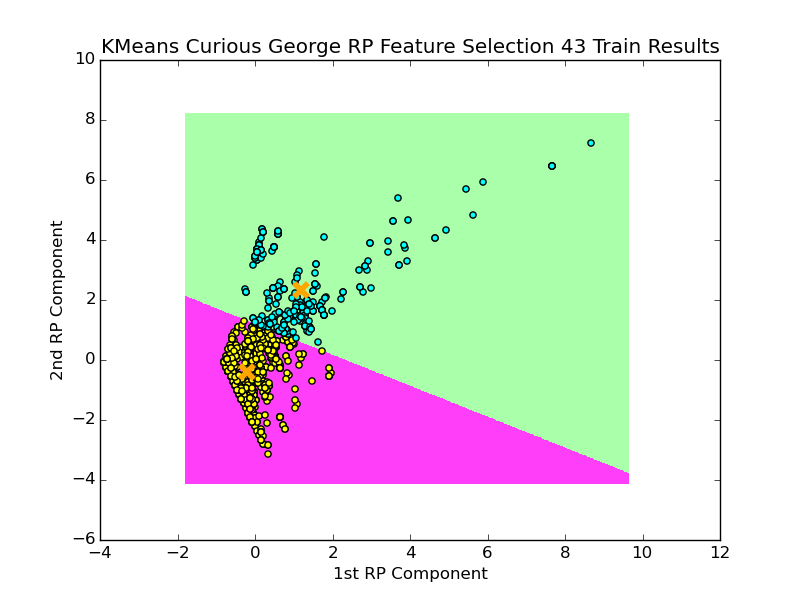 KMeans Curious George RP Feature Selection 43 Train Results
10
8
6
4
2
0
−2
−4
−6
2nd RP Component
−4 −2 0 2 4 6 8 10 12
1st RP Component